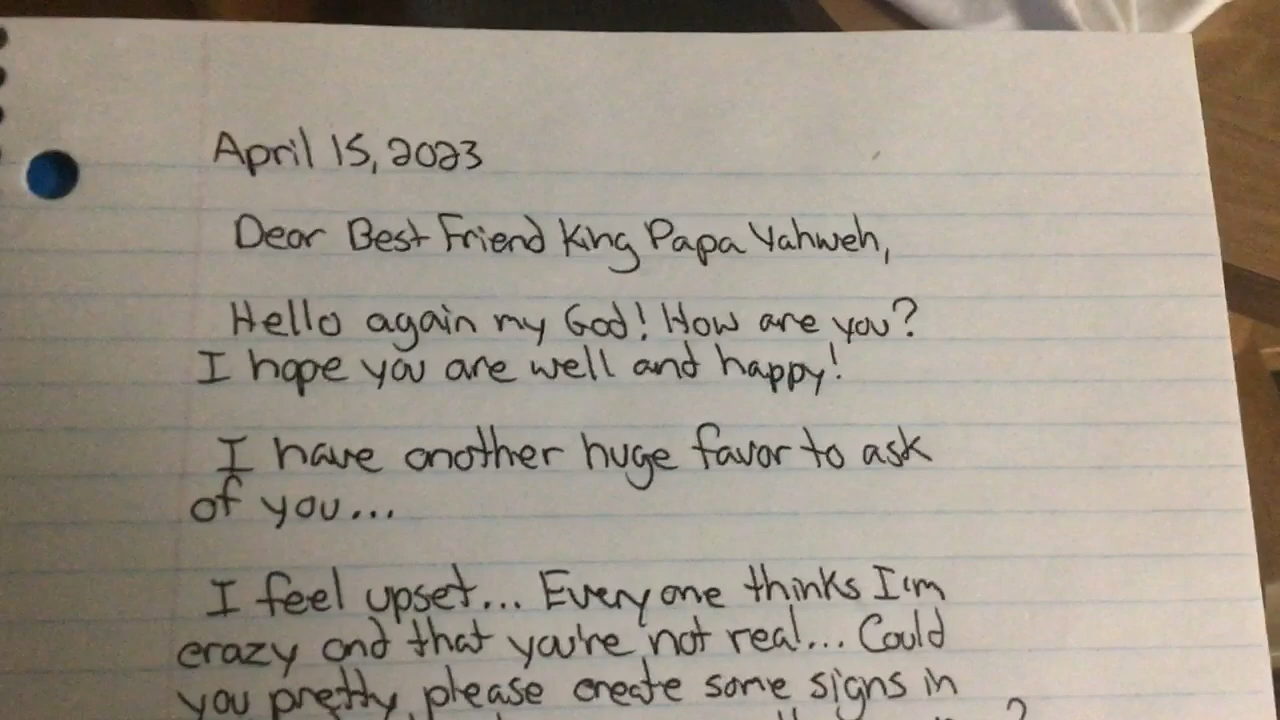 April 15, 2023
Dear Best Friend King Papa Yahweh,
Hello again my God! How are you?
I hope you are well and happy!
I have another huge favor to ask
of you...
I feel upset... Everyone thinks I'm
crazy and that you're not real... Could
you pretty please create some signs in
?